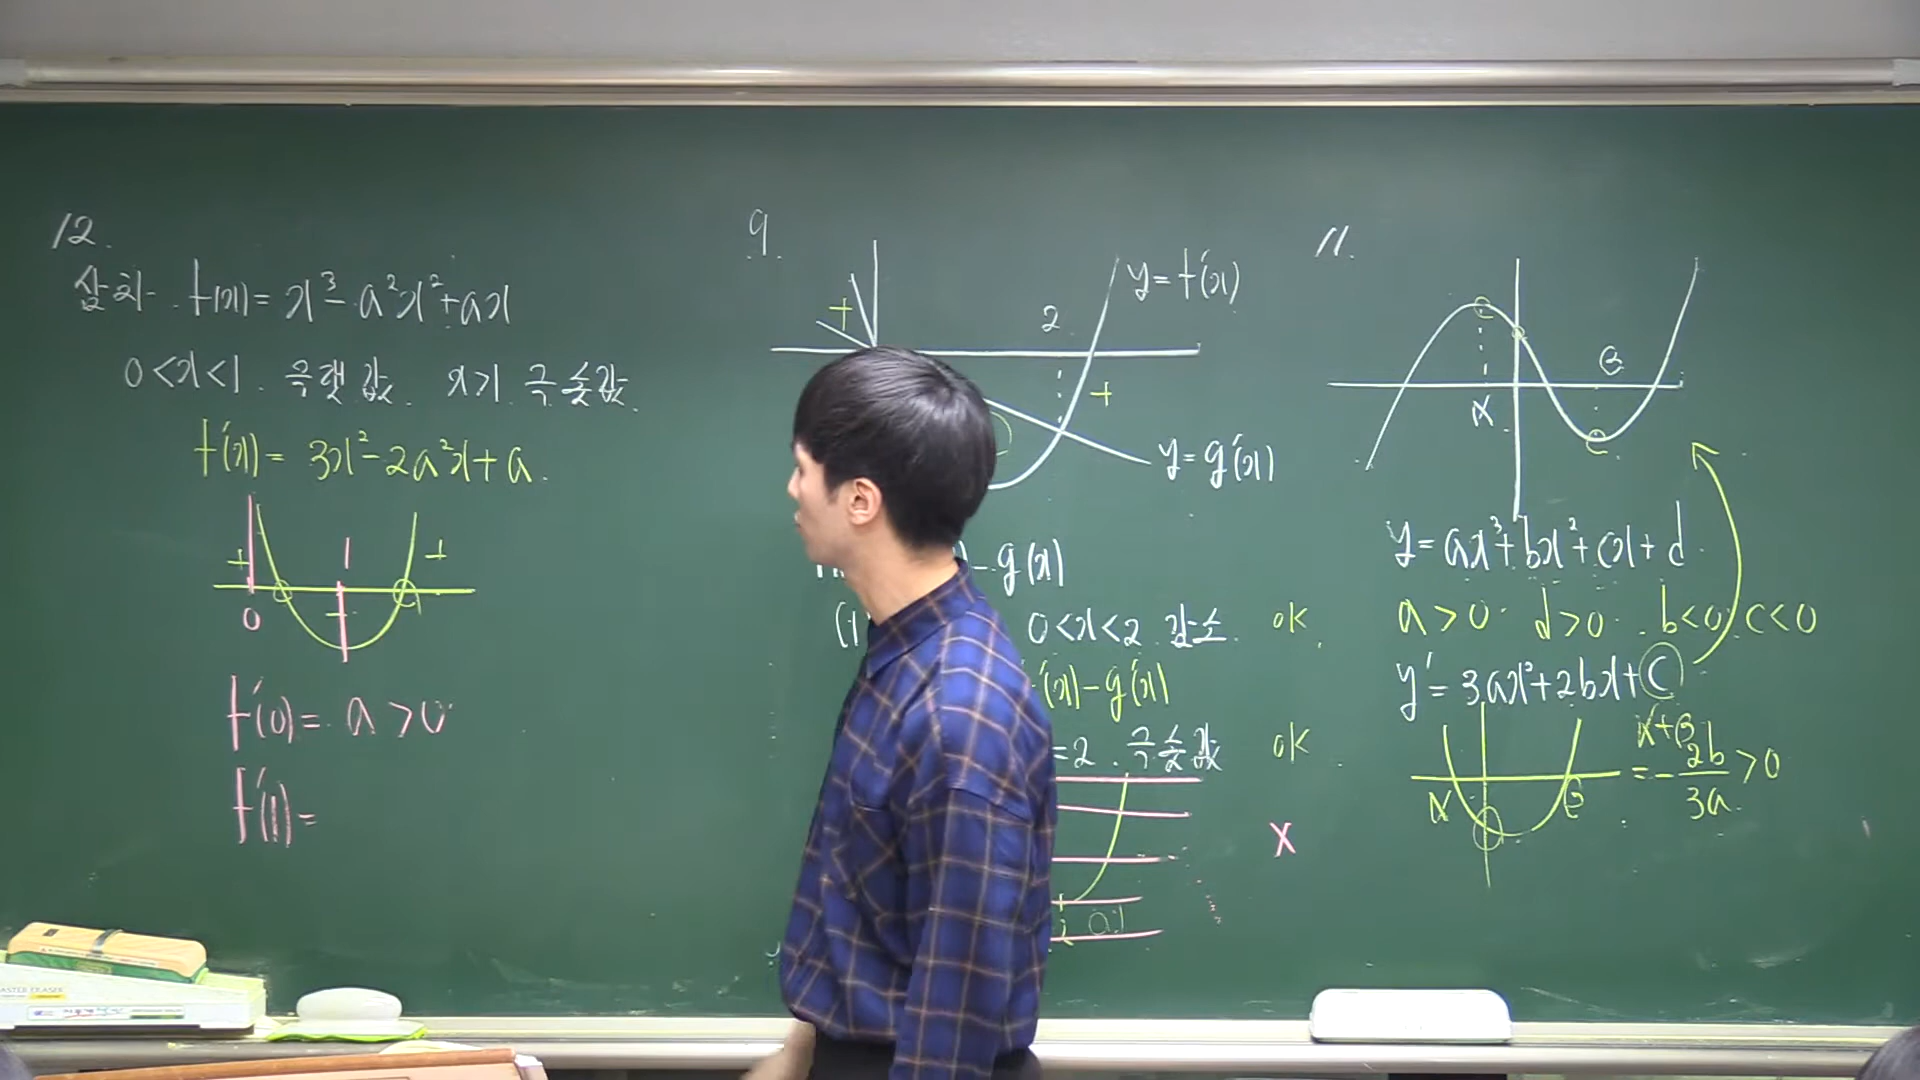 12.
삼차 f(x) = x³ - a²x² + ax
0<x<1. 극댓값. x>1 극솟값.
f'(x) = 3x² - 2a²x + a.
+ 1 +
-
0
f'(0) = a > 0
f'(1) =
9.
+ 2 y = f'(x)
+
y = g'(x)
- g(x)
0<x<2 감소. ok.
'(x) - g'(x)
=2. 극솟값 ok
X
11.
β
α
y = ax³ + bx² + cx + d
a>0 d>0. b<0 c<0
y' = 3ax² + 2bx + c
α+β
= - 2b/3a > 0
α β